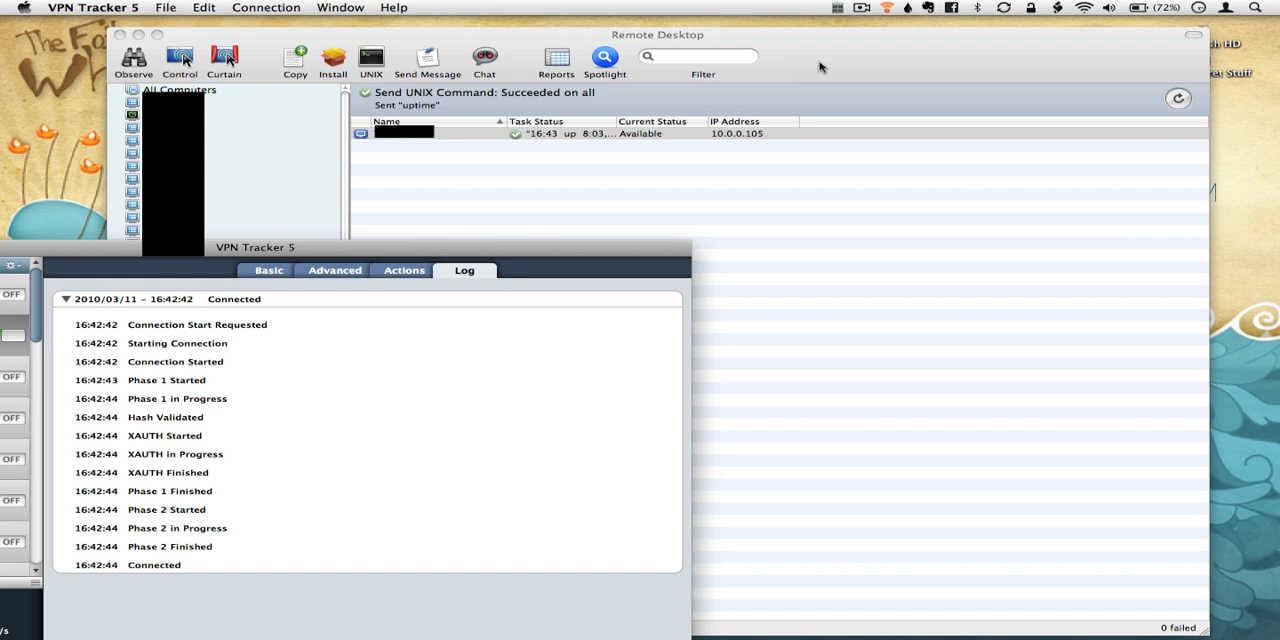 VPN Tracker 5 File Edit Connection Window Help (72%)
The Fa
W
Remote Desktop
sh HD
ret Stuff
Observe Control Curtain Copy Install UNIX Send Message Chat Reports Spotlight Filter
All Computers
Send UNIX Command: Succeeded on all
Sent "uptime"
Name Task Status Current Status IP Address
"16:43 up 8:03,... Available 10.0.0.105
VPN Tracker 5
Basic Advanced Actions Log
OFF
2010/03/11 - 16:42:42 Connected
16:42:42 Connection Start Requested
16:42:42 Starting Connection
16:42:42 Connection Started
OFF
16:42:43 Phase 1 Started
16:42:44 Phase 1 in Progress
OFF
16:42:44 Hash Validated
16:42:44 XAUTH Started
OFF
16:42:44 XAUTH in Progress
16:42:44 XAUTH Finished
16:42:44 Phase 1 Finished
OFF
16:42:44 Phase 2 Started
16:42:44 Phase 2 in Progress
OFF
16:42:44 Phase 2 Finished
16:42:44 Connected
0 failed
/s